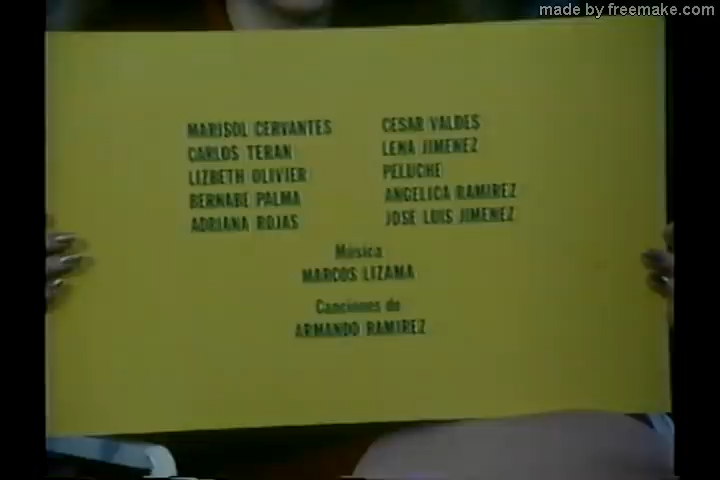 made by freemake.com
MARISOL CERVANTES
CARLOS TERAN
LIZBETH OLIVIER
BERNABE PALMA
ADRIANA ROJAS
CESAR VALDES
LENA JIMENEZ
PELUCHE
ANGELICA RAMIREZ
JOSE LUIS JIMENEZ
Música
MARCOS LIZAMA
Canciones de
ARMANDO RAMIREZ